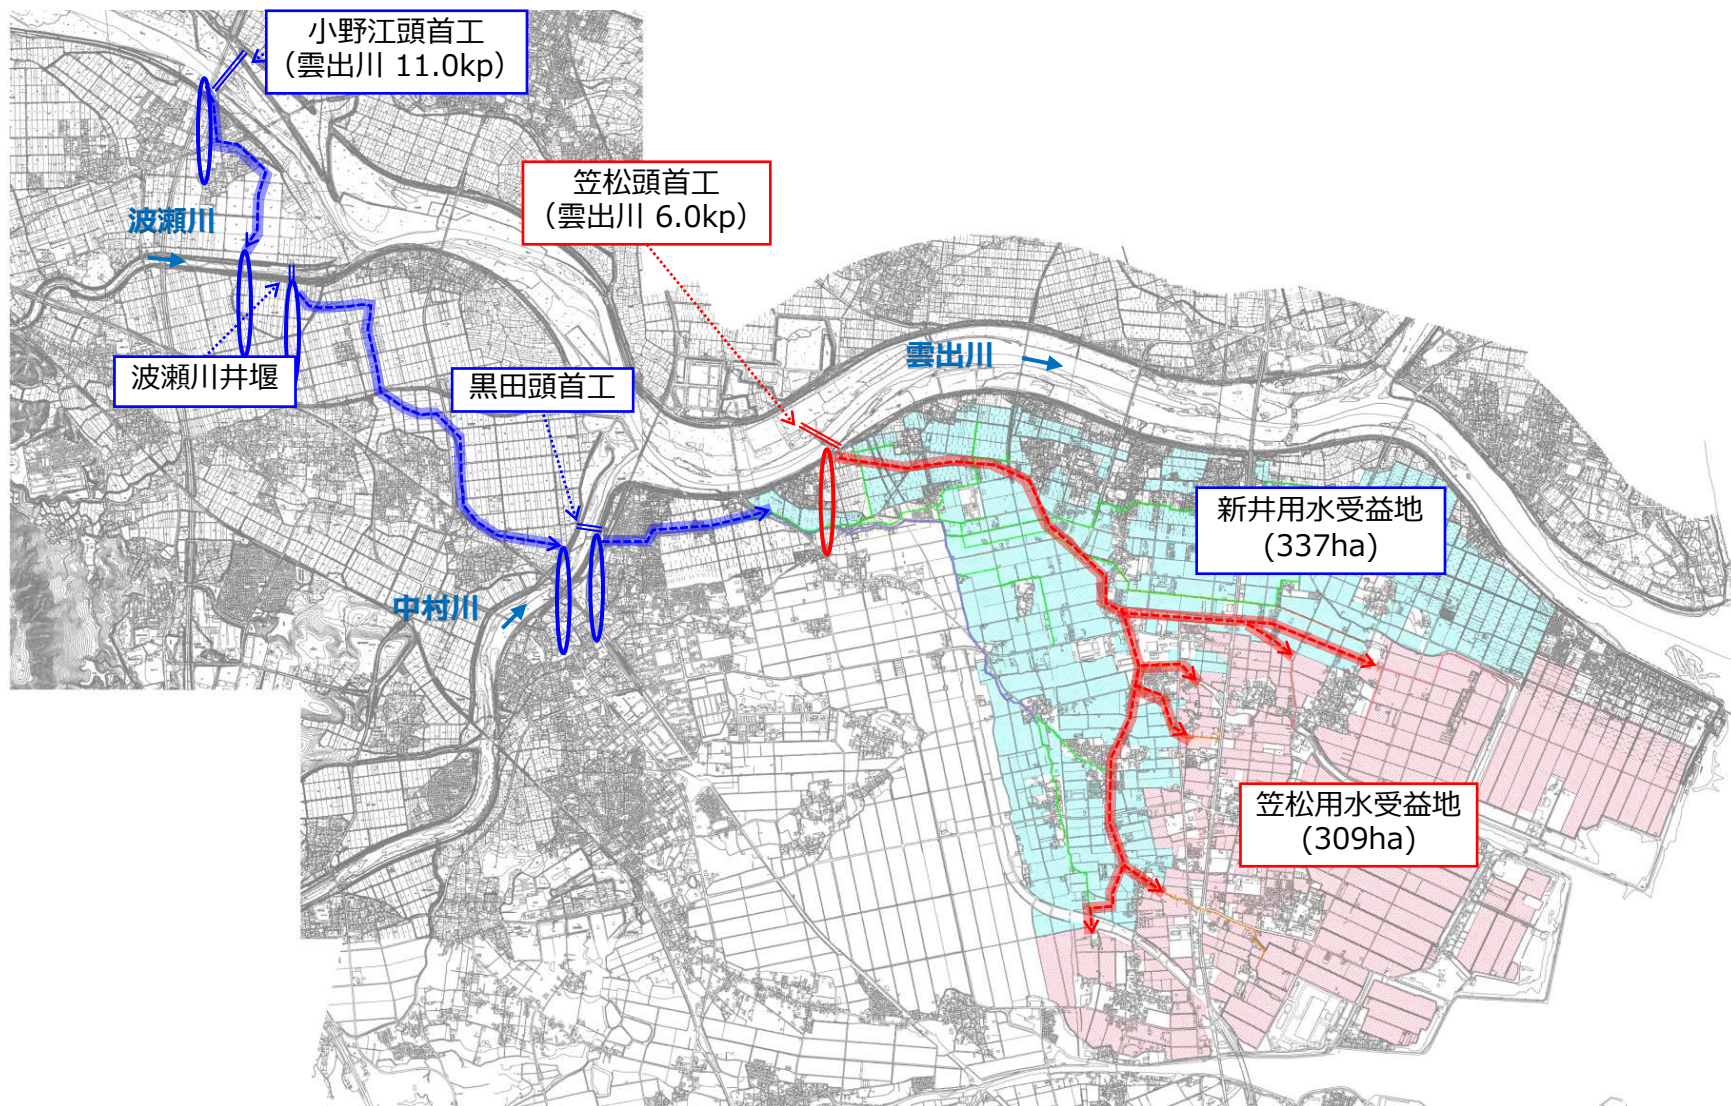 小野江頭首工
（雲出川 11.0kp）
笠松頭首工
（雲出川 6.0kp）
波瀬川
雲出川
波瀬川井堰
黒田頭首工
新井用水受益地
(337ha)
中村川
笠松用水受益地
(309ha)